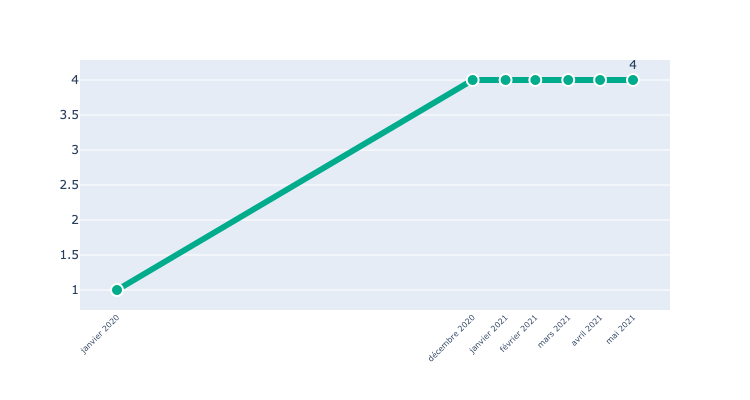 4
4
3.5
3
2.5
2
1.5
1
janvier 2020
décembre 2020
janvier 2021
février 2021
mars 2021
avril 2021
mai 2021